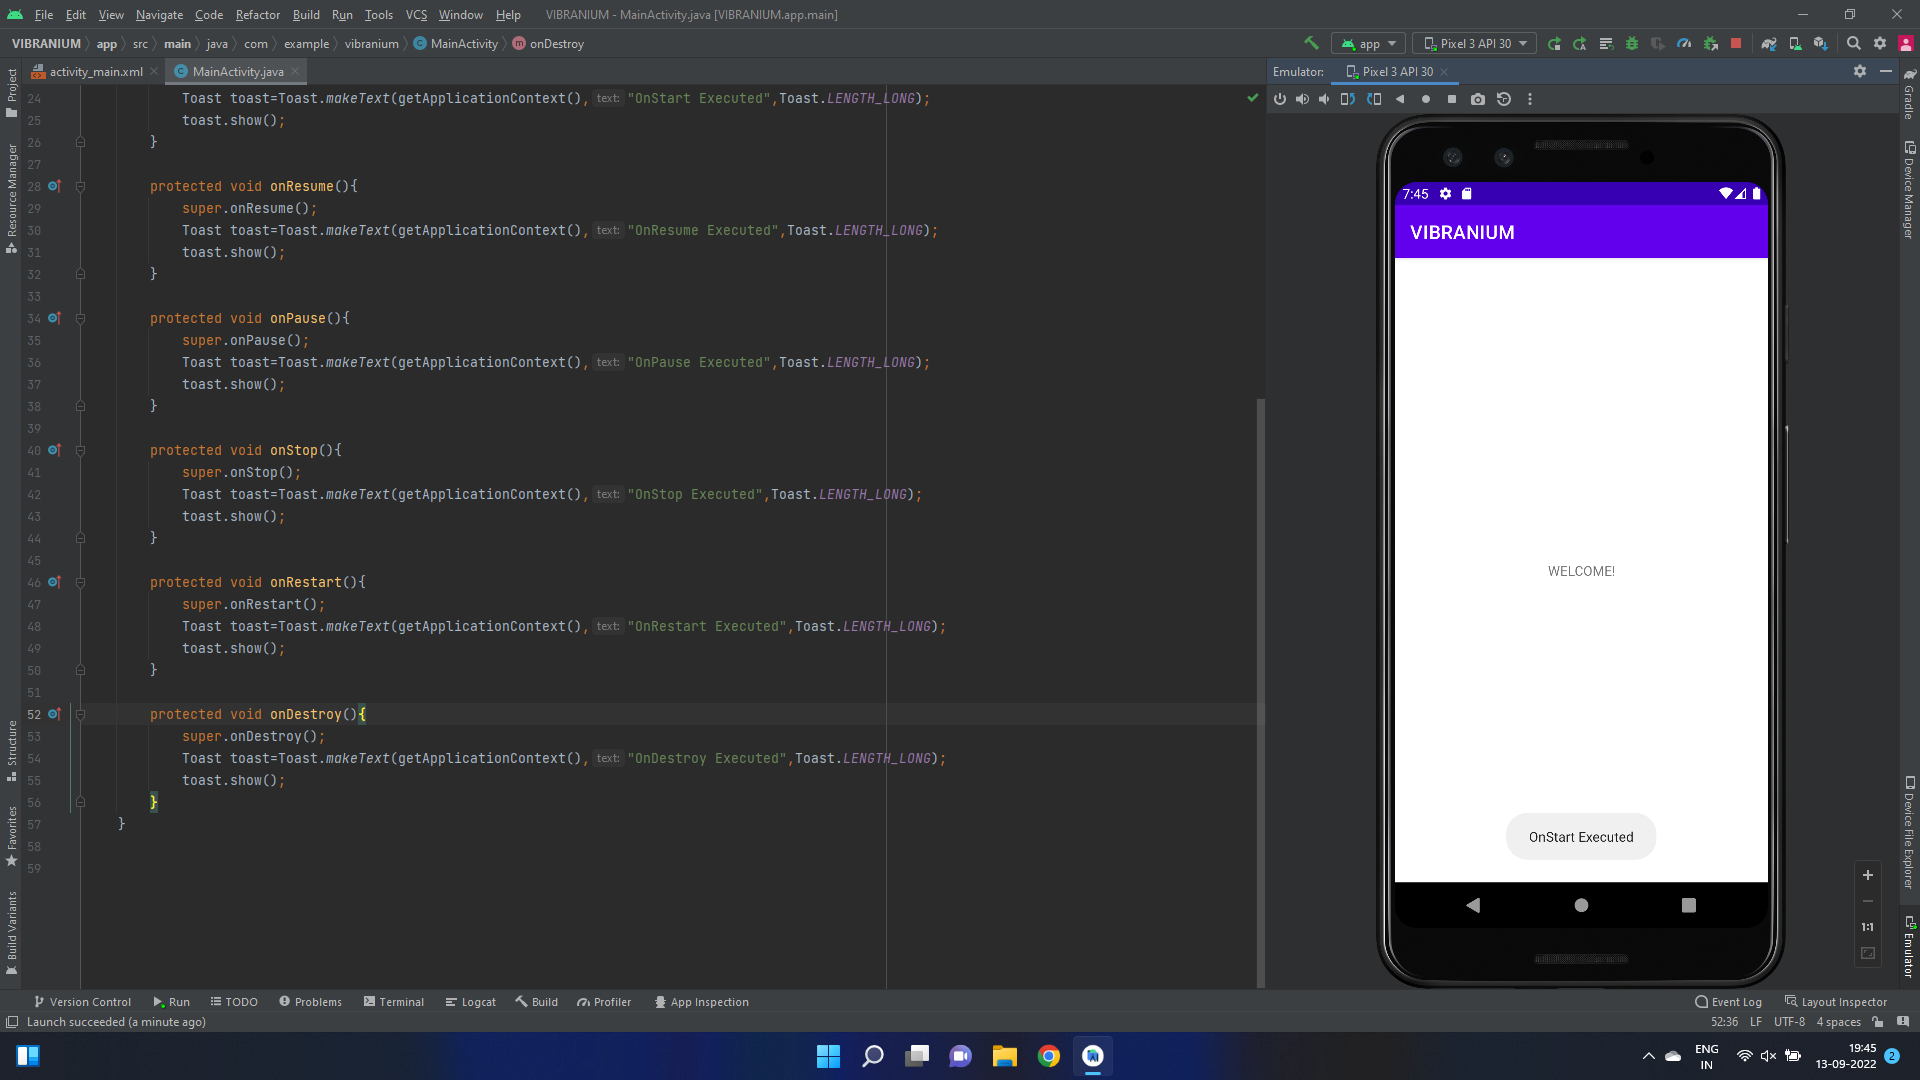 File Edit View Navigate Code Refactor Build Run Tools VCS Window Help VIBRANIUM - MainActivity.java [VIBRANIUM.app.main]
VIBRANIUM app src main java com example vibranium MainActivity onDestroy
app Pixel 3 API 30
activity_main.xml MainActivity.java
Emulator: Pixel 3 API 30
24 Toast toast=Toast.makeText(getApplicationContext(), text: "OnStart Executed",Toast.LENGTH_LONG);
25 toast.show();
26 }
27
28 protected void onResume(){
29 super.onResume();
30 Toast toast=Toast.makeText(getApplicationContext(), text: "OnResume Executed",Toast.LENGTH_LONG);
31 toast.show();
32 }
33
34 protected void onPause(){
35 super.onPause();
36 Toast toast=Toast.makeText(getApplicationContext(), text: "OnPause Executed",Toast.LENGTH_LONG);
37 toast.show();
38 }
39
40 protected void onStop(){
41 super.onStop();
42 Toast toast=Toast.makeText(getApplicationContext(), text: "OnStop Executed",Toast.LENGTH_LONG);
43 toast.show();
44 }
45
46 protected void onRestart(){
47 super.onRestart();
48 Toast toast=Toast.makeText(getApplicationContext(), text: "OnRestart Executed",Toast.LENGTH_LONG);
49 toast.show();
50 }
51
52 protected void onDestroy(){
53 super.onDestroy();
54 Toast toast=Toast.makeText(getApplicationContext(), text: "OnDestroy Executed",Toast.LENGTH_LONG);
55 toast.show();
56 }
57 }
58
59
Project
Resource Manager
Structure
Favorites
Build Variants
7:45
VIBRANIUM
WELCOME!
OnStart Executed
1:1
Gradle
Device Manager
Device File Explorer
Emulator
Version Control Run TODO Problems Terminal Logcat Build Profiler App Inspection
Event Log Layout Inspector
Launch succeeded (a minute ago)
52:36 LF UTF-8 4 spaces
ENG
IN
19:45
13-09-2022
2